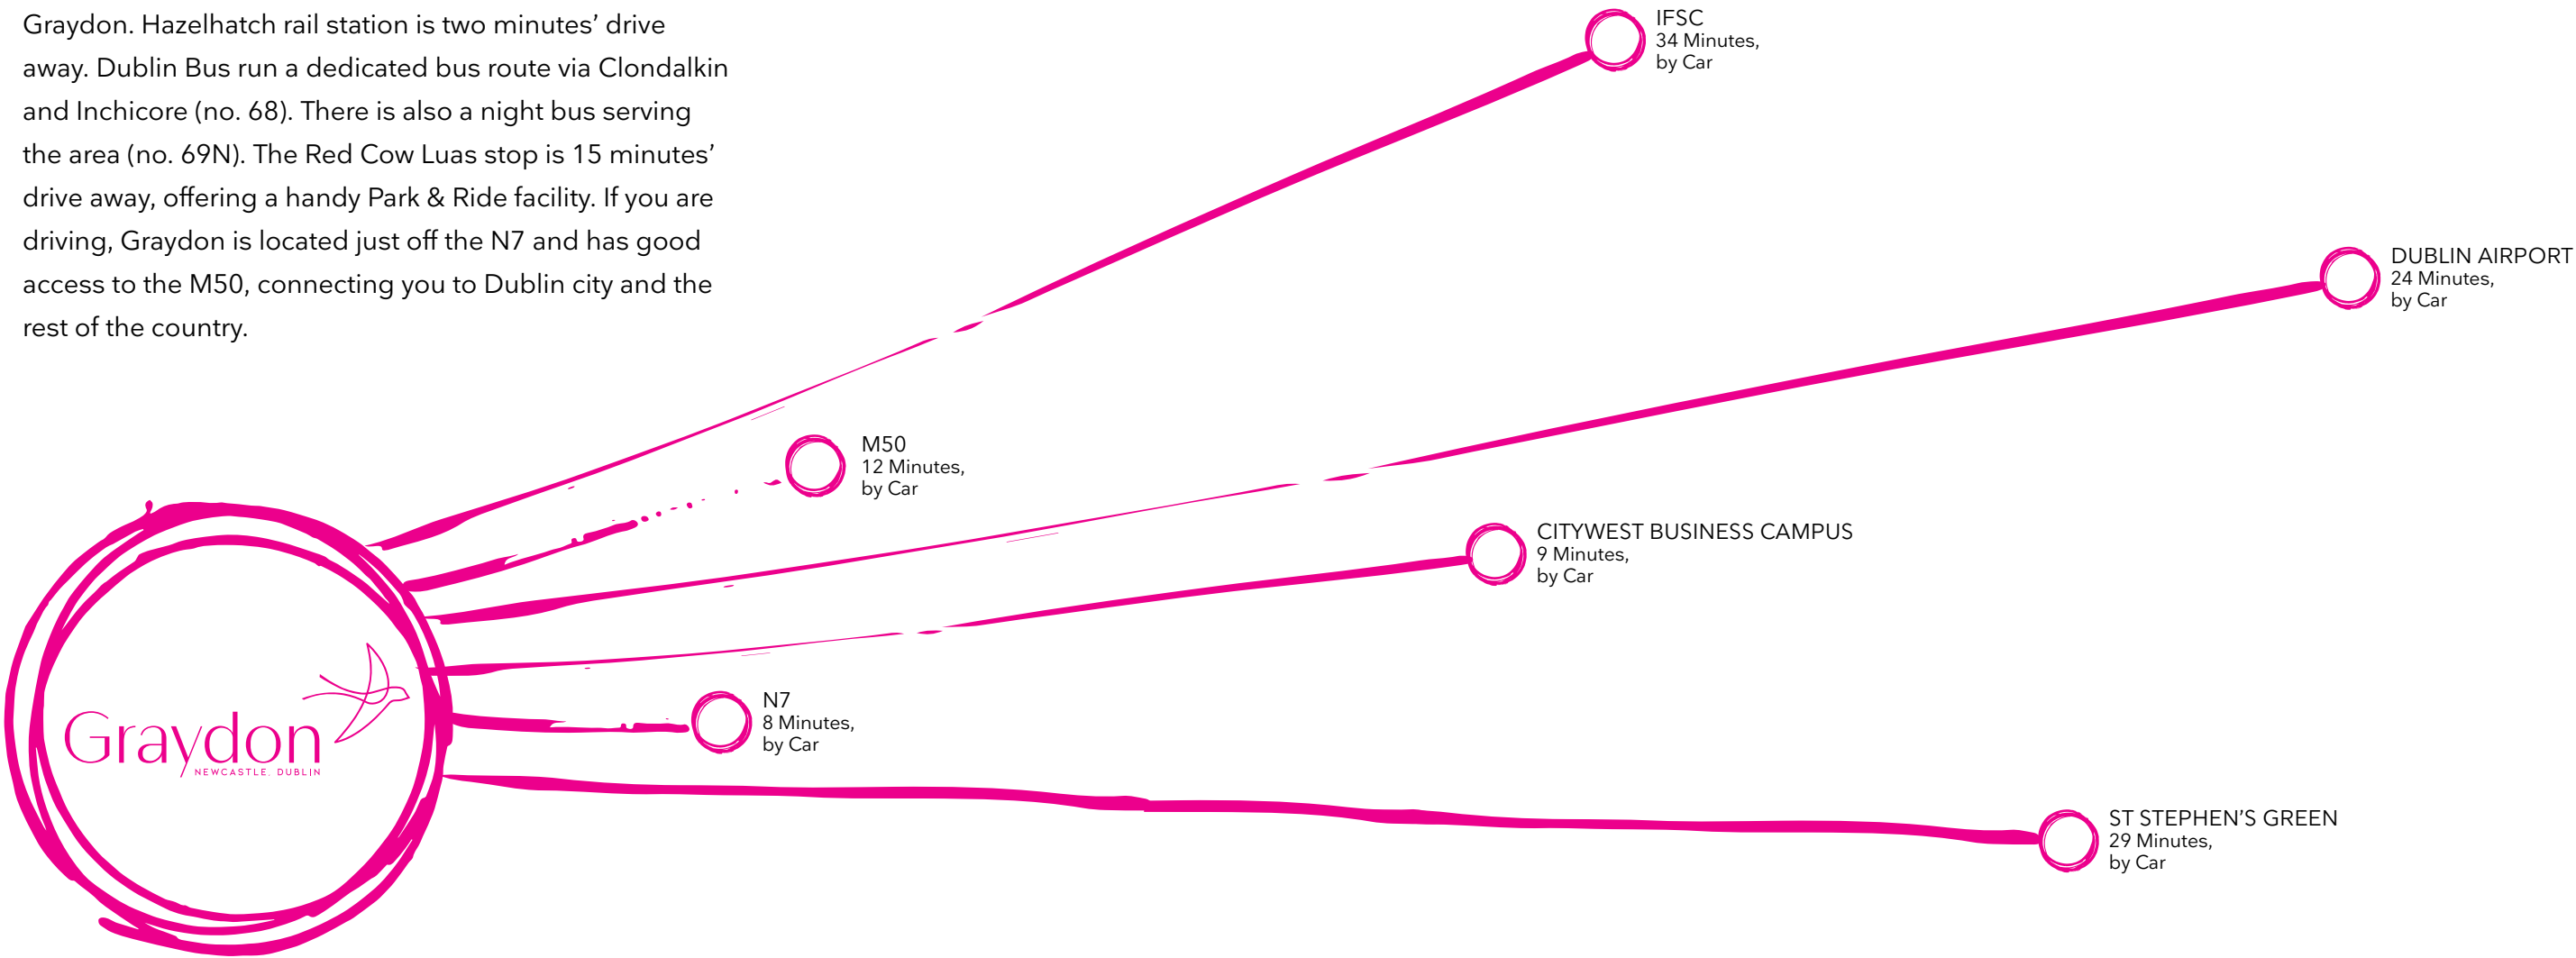 Graydon. Hazelhatch rail station is two minutes’ drive
away. Dublin Bus run a dedicated bus route via Clondalkin
and Inchicore (no. 68). There is also a night bus serving
the area (no. 69N). The Red Cow Luas stop is 15 minutes’
drive away, offering a handy Park & Ride facility. If you are
driving, Graydon is located just off the N7 and has good
access to the M50, connecting you to Dublin city and the
rest of the country.
IFSC
34 Minutes,
by Car
DUBLIN AIRPORT
24 Minutes,
by Car
M50
12 Minutes,
by Car
CITYWEST BUSINESS CAMPUS
9 Minutes,
by Car
N7
8 Minutes,
by Car
Graydon
NEWCASTLE, DUBLIN
ST STEPHEN’S GREEN
29 Minutes,
by Car